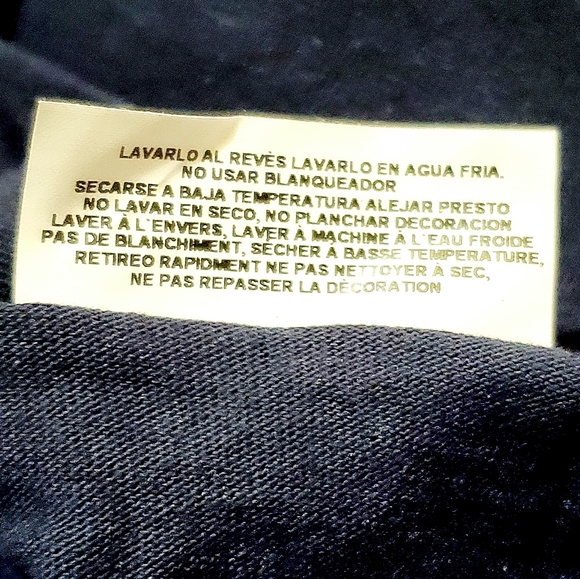 LAVARLO AL REVÈS LAVARLO EN AGUA FRIA.
NO USAR BLANQUEADOR
SECARSE A BAJA TEMPERATURA ALEJAR PRESTO
NO LAVAR EN SECO, NO PLANCHAR DECORACION
LAVER À L'ENVERS, LAVER À MACHINE À L'EAU FROIDE
PAS DE BLANCHIMENT, SÉCHER À BASSE TEMPERATURE,
RETIREO RAPIDMENT NE PAS NETTOYER À SEC,
NE PAS REPASSER LA DÉCORATION